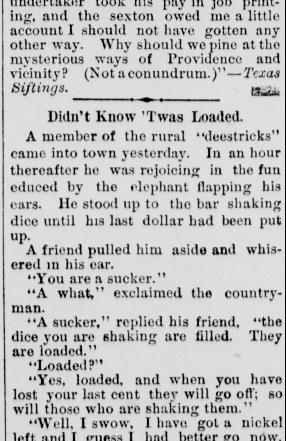 undertaker took his pay in job print-
ing, and the sexton owed me a little
account I should not have gotten any
other way. Why should we pine at the
mysterious ways of Providence and
vicinity? (Not a conundrum.)"—Texas
Siftings.
Didn't Know 'Twas Loaded.
A member of the rural "deestricks"
came into town yesterday. In an hour
thereafter he was rejoicing in the fun
educed by the elephant flapping his
ears. He stood up to the bar shaking
dice until his last dollar had been put
up.
A friend pulled him aside and whis-
ered in his ear.
"You are a sucker."
"A what," exclaimed the country-
man.
"A sucker," replied his friend, "the
dice you are shaking are filled. They
are loaded."
"Loaded?"
"Yes, loaded, and when you have
lost your last cent they will go off; so
will those who are shaking them."
"Well, I swow, I have got a nickel
left and I guess I had better go now.